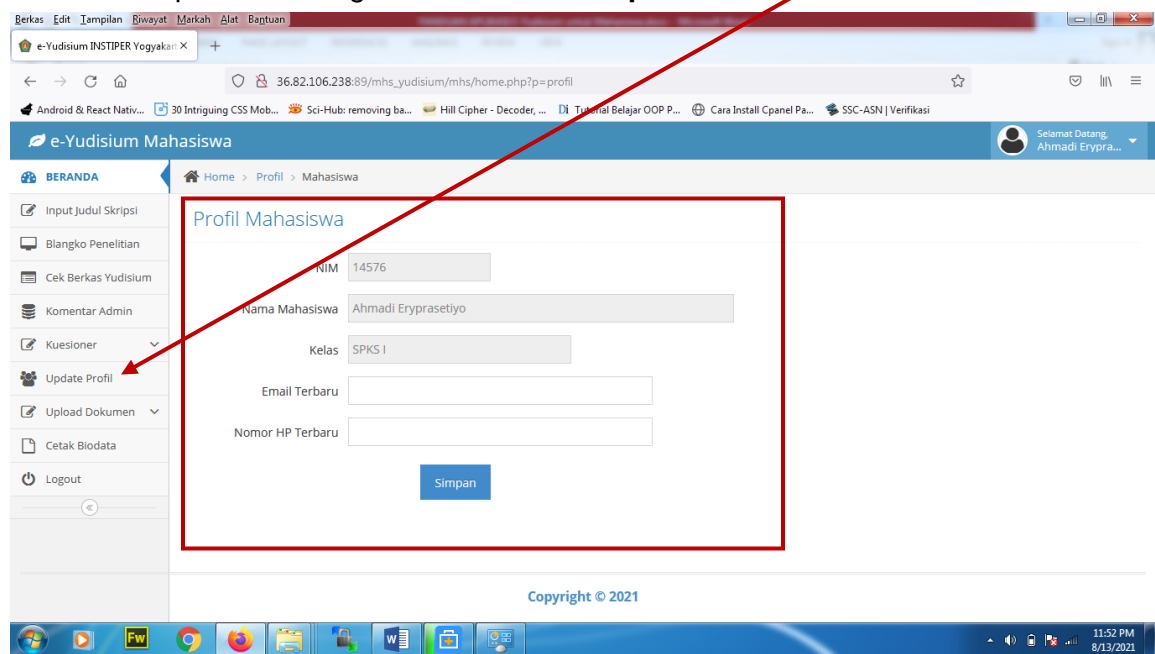 Berkas Edit Tampilan Riwayat Markah Alat Bantuan
e-Yudisium INSTIPER Yogyakart
36.82.106.238:89/mhs_yudisium/mhs/home.php?p=profil
Android & React Nativ... 30 Intriguing CSS Mob... Sci-Hub: removing ba... Hill Cipher - Decoder, ... Tutorial Belajar OOP P... Cara Install Cpanel Pa... SSC-ASN | Verifikasi
e-Yudisium Mahasiswa
Selamat Datang,
Ahmadi Erypra...
BERANDA
Home > Profil > Mahasiswa
Input Judul Skripsi
Blangko Penelitian
Cek Berkas Yudisium
Komentar Admin
Kuesioner
Update Profil
Upload Dokumen
Cetak Biodata
Logout
Profil Mahasiswa
NIM 14576
Nama Mahasiswa Ahmadi Eryprasetiyo
Kelas SPKS I
Email Terbaru
Nomor HP Terbaru
Simpan
Copyright © 2021
Fw
11:52 PM
8/13/2021